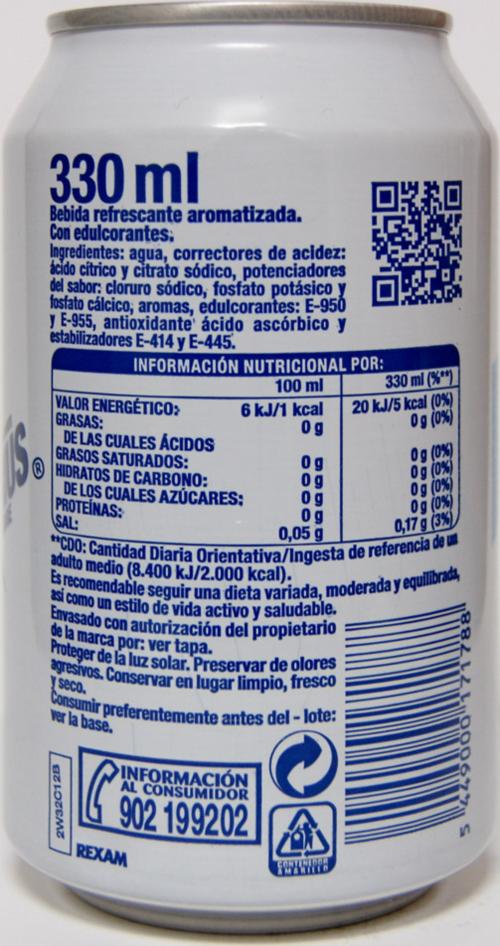 330 ml
Bebida refrescante aromatizada.
Con edulcorantes.
Ingredientes: agua, correctores de acidez:
ácido cítrico y citrato sódico, potenciadores
del sabor: cloruro sódico, fosfato potásico y
fosfato cálcico, aromas, edulcorantes: E-950
y E-955, antioxidante ácido ascórbico y
estabilizadores E-414 y E-445.
INFORMACIÓN NUTRICIONAL POR:
100 ml 330 ml (%**)
VALOR ENERGÉTICO: 6 kJ/1 kcal 20 kJ/5 kcal (0%)
GRASAS: 0 g 0 g (0%)
DE LAS CUALES ÁCIDOS
GRASOS SATURADOS: 0 g 0 g (0%)
HIDRATOS DE CARBONO: 0 g 0 g (0%)
DE LOS CUALES AZÚCARES: 0 g 0 g (0%)
PROTEÍNAS: 0 g 0 g (0%)
SAL: 0,05 g 0,17 g (3%)
**CDO: Cantidad Diaria Orientativa/Ingesta de referencia de un
adulto medio (8.400 kJ/2.000 kcal).
Es recomendable seguir una dieta variada, moderada y equilibrada,
así como un estilo de vida activo y saludable.
Envasado con autorización del propietario
de la marca por: ver tapa.
Proteger de la luz solar. Preservar de olores
agresivos. Conservar en lugar limpio, fresco
y seco.
Consumir preferentemente antes del - lote:
ver la base.
2W32C12B
INFORMACIÓN
AL CONSUMIDOR
902 199202
REXAM
CONTENEDOR
AMARILLO
5 449000 171788
US®